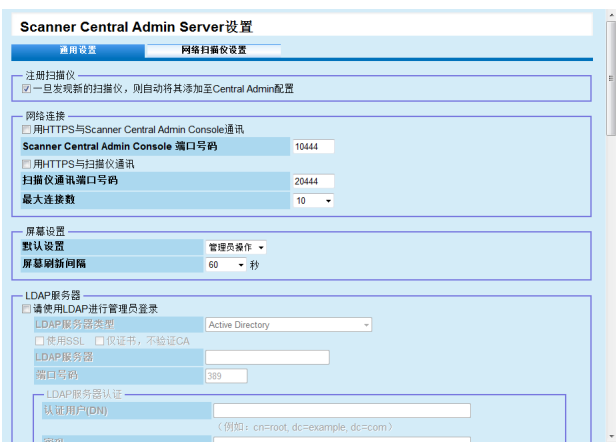 Scanner Central Admin Server设置
通用设置 网络扫描仪设置
注册扫描仪
一旦发现新的扫描仪，则自动将其添加至Central Admin配置
网络连接
用HTTPS与Scanner Central Admin Console通讯
Scanner Central Admin Console 端口号码 10444
用HTTPS与扫描仪通讯
扫描仪通讯端口号码 20444
最大连接数 10
屏幕设置
默认设置 管理员操作
屏幕刷新间隔 60 秒
LDAP服务器
请使用LDAP进行管理员登录
LDAP服务器类型 Active Directory
使用SSL 仅证书，不验证CA
LDAP服务器
端口号码 389
LDAP服务器认证
认证用户(DN)
（例如：cn=root, dc=example, dc=com）